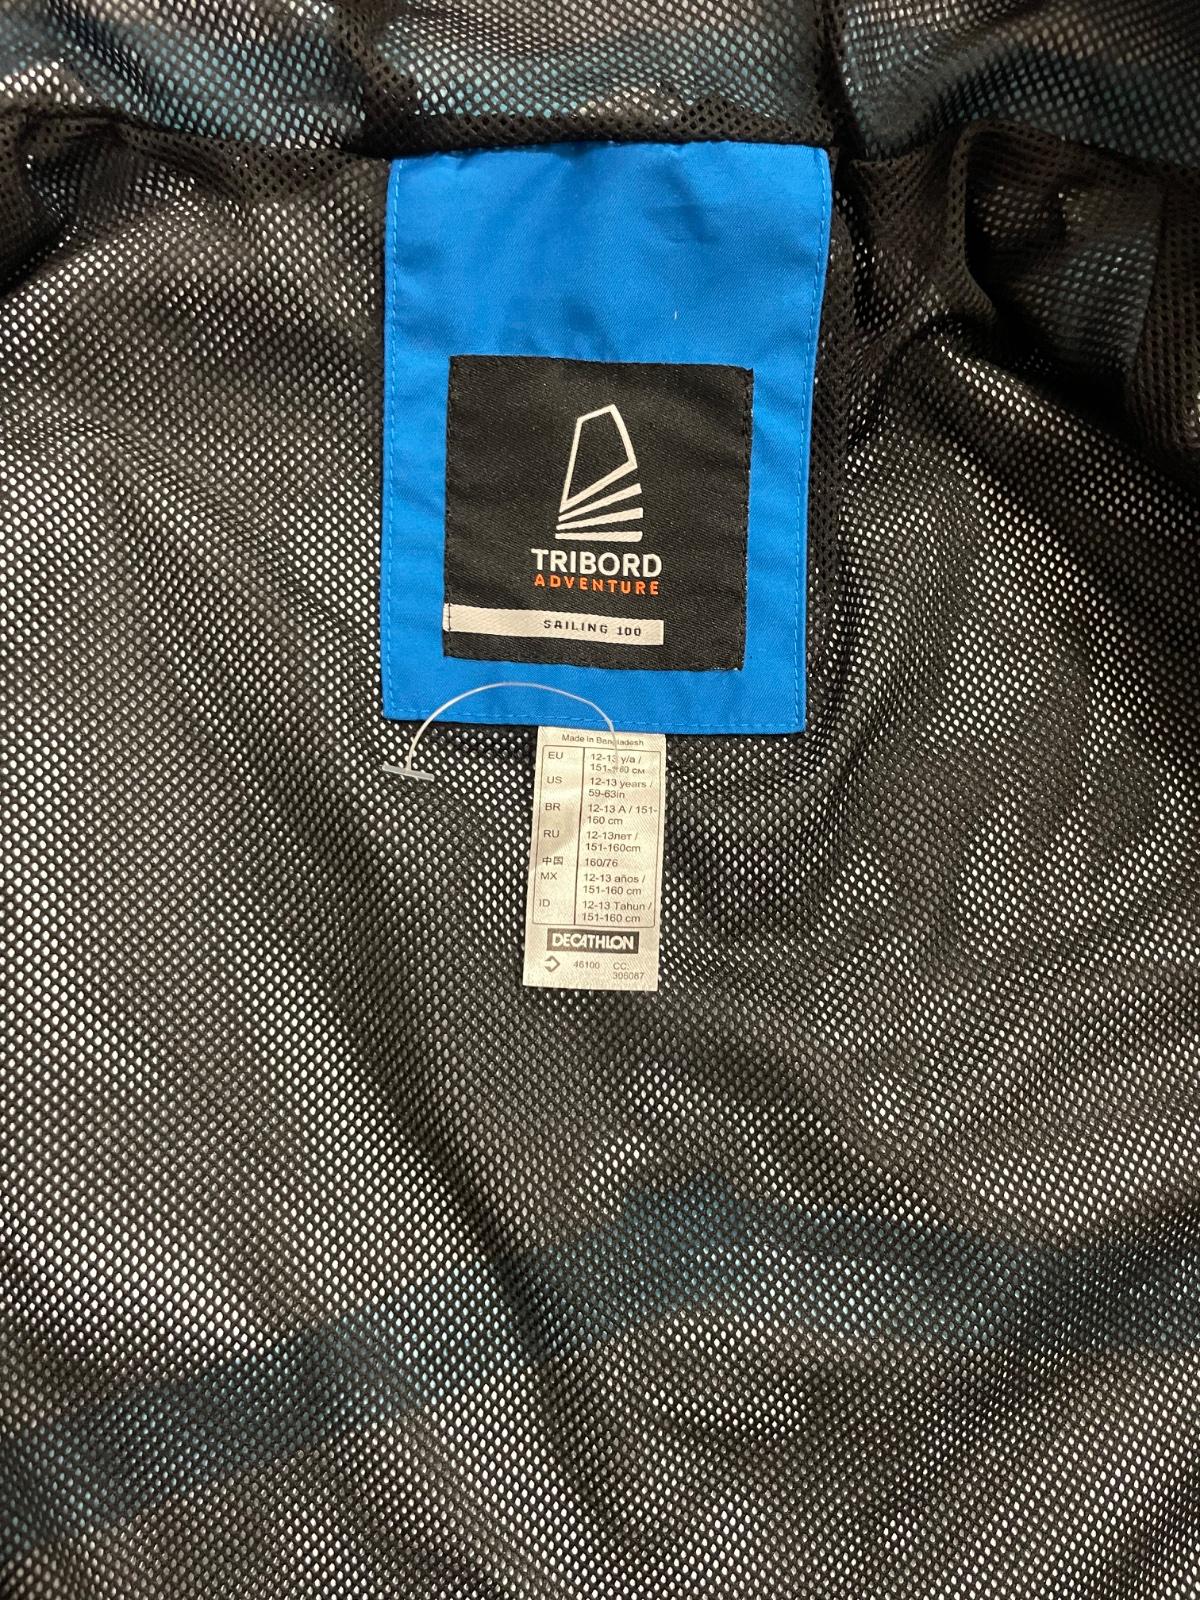 TRIBORD
ADVENTURE
SAILING 100
Made in Bangladesh
EU 12-13 y/a /
151-160 см
US 12-13 years /
59-63in
BR 12-13 A / 151-
160 cm
RU 12-13лет /
151-160cm
中国 160/76
MX 12-13 años /
151-160 cm
ID 12-13 Tahun /
151-160 cm
DECATHLON
46100 CC:
306087